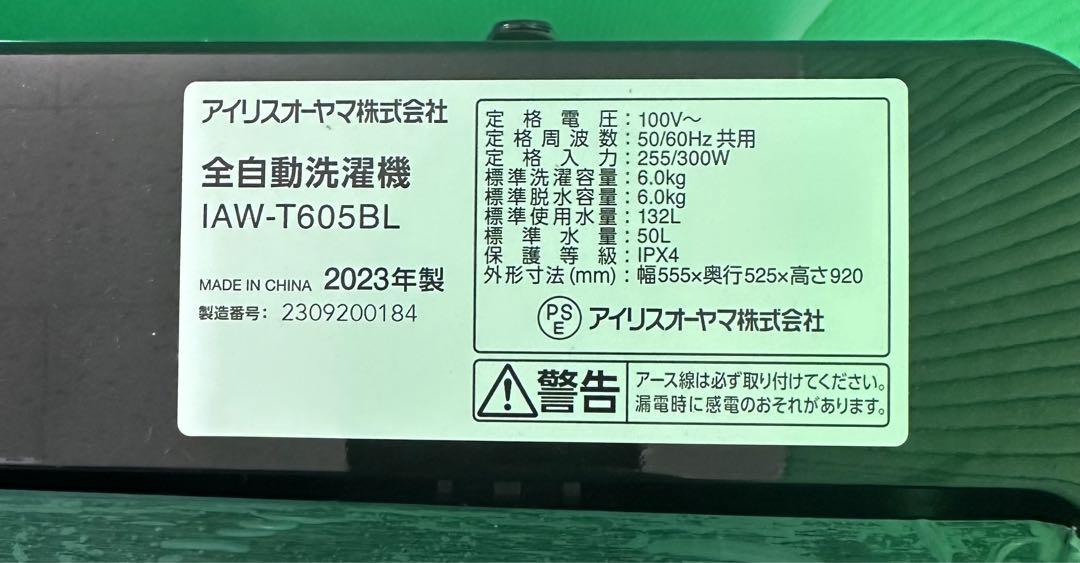 アイリスオーヤマ株式会社
全自動洗濯機
IAW-T605BL
MADE IN CHINA 2023年製
製造番号: 2309200184
定格電圧:100V～
定格周波数:50/60Hz共用
定格入力:255/300W
標準洗濯容量:6.0kg
標準脱水容量:6.0kg
標準使用水量:132L
標準水量:50L
保護等級:IPX4
外形寸法(mm):幅555×奥行525×高さ920
PSE アイリスオーヤマ株式会社
警告
アース線は必ず取り付けてください。
漏電時に感電のおそれがあります。